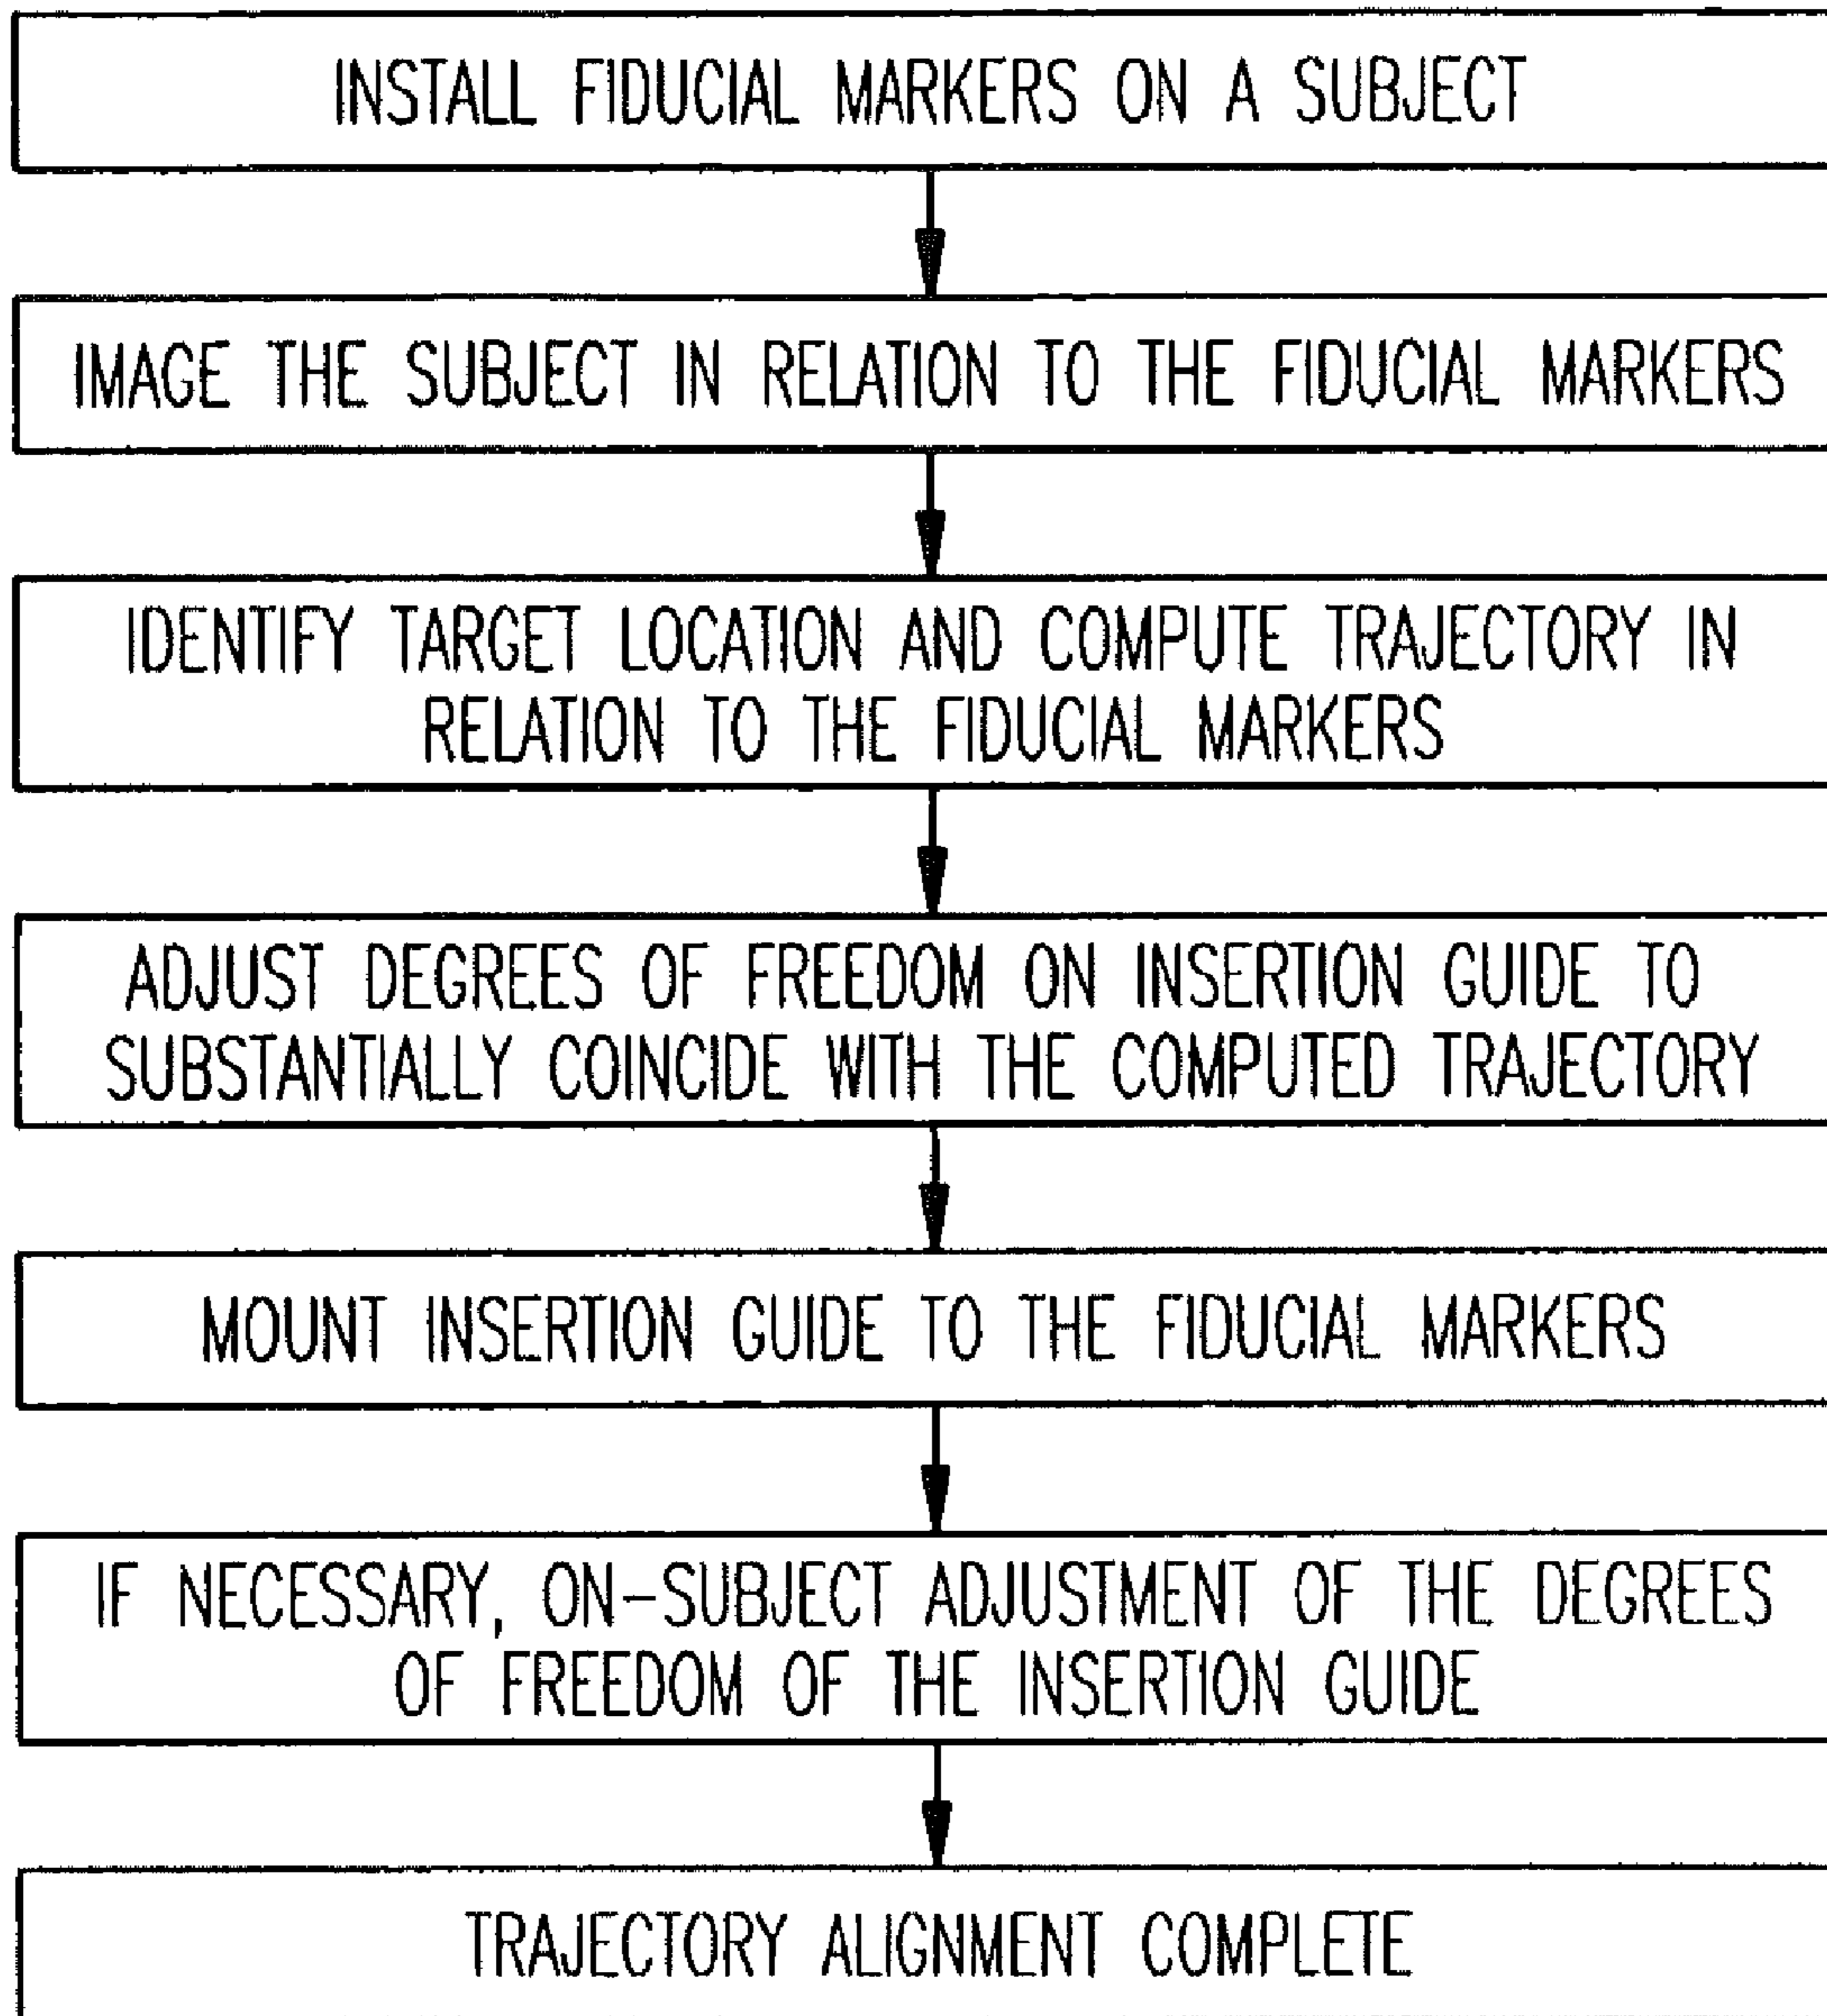 INSTALL FIDUCIAL MARKERS ON A SUBJECT
IMAGE THE SUBJECT IN RELATION TO THE FIDUCIAL MARKERS
IDENTIFY TARGET LOCATION AND COMPUTE TRAJECTORY IN
RELATION TO THE FIDUCIAL MARKERS
ADJUST DEGREES OF FREEDOM ON INSERTION GUIDE TO
SUBSTANTIALLY COINCIDE WITH THE COMPUTED TRAJECTORY
MOUNT INSERTION GUIDE TO THE FIDUCIAL MARKERS
IF NECESSARY, ON-SUBJECT ADJUSTMENT OF THE DEGREES
OF FREEDOM OF THE INSERTION GUIDE
TRAJECTORY ALIGNMENT COMPLETE